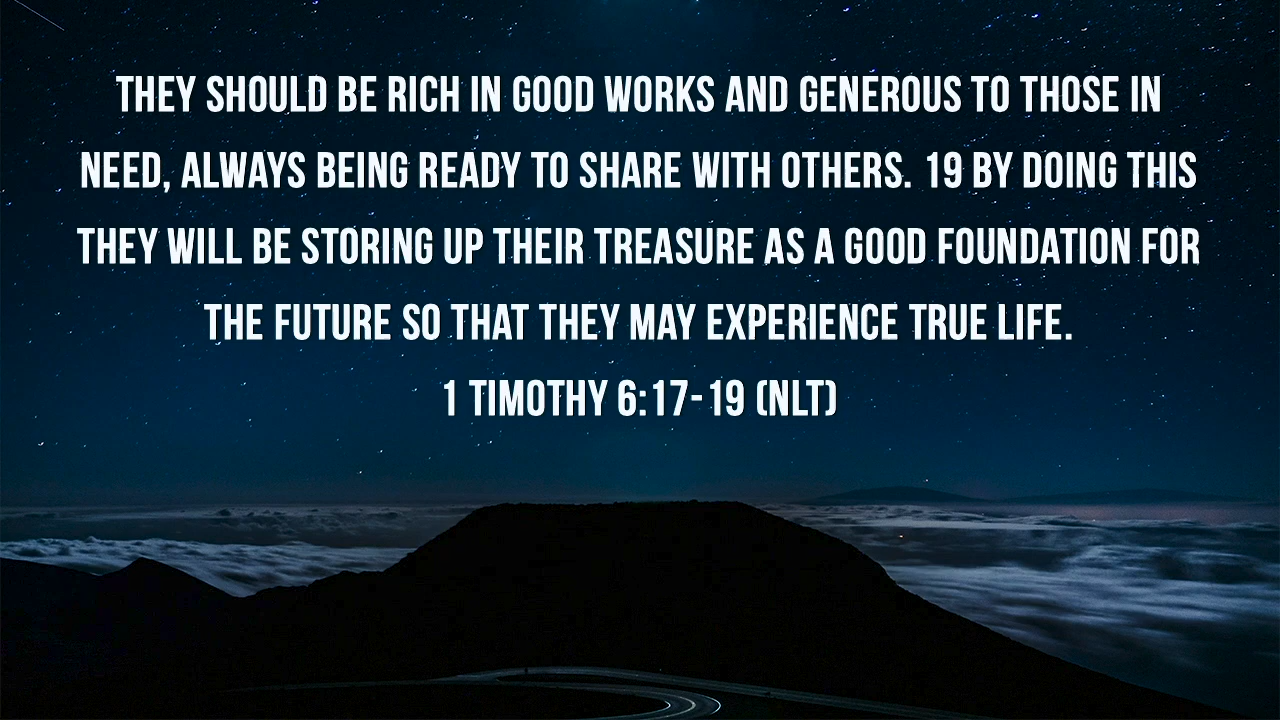 THEY SHOULD BE RICH IN GOOD WORKS AND GENEROUS TO THOSE IN
NEED, ALWAYS BEING READY TO SHARE WITH OTHERS. 19 BY DOING THIS
THEY WILL BE STORING UP THEIR TREASURE AS A GOOD FOUNDATION FOR
THE FUTURE SO THAT THEY MAY EXPERIENCE TRUE LIFE.
1 TIMOTHY 6:17-19 (NLT)